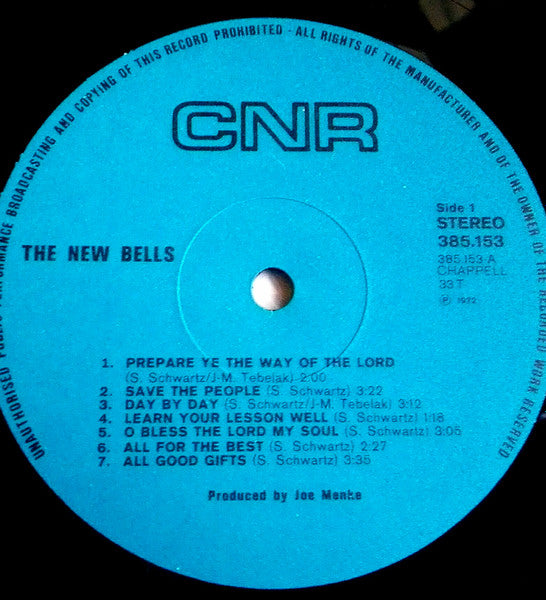 UNAUTHORISED PUBLIC PERFORMANCE BROADCASTING AND COPYING OF THIS RECORD PROHIBITED - ALL RIGHTS OF THE MANUFACTURER AND OF THE OWNER OF THE RECORDED WORK RESERVED
CNR
Side 1
STEREO
385.153
THE NEW BELLS
385.153 A
CHAPPELL
33 T
℗ 1972
1. PREPARE YE THE WAY OF THE LORD
(S. Schwartz/J-M. Tebelak) 2:00
2. SAVE THE PEOPLE (S. Schwartz) 3:22
3. DAY BY DAY (S. Schwartz/J-M. Tebelak) 3:12
4. LEARN YOUR LESSON WELL (S. Schwartz) 1:18
5. O BLESS THE LORD MY SOUL (S. Schwartz) 3:05
6. ALL FOR THE BEST (S. Schwartz) 2:27
7. ALL GOOD GIFTS (S. Schwartz) 3:35
Produced by Joe Menke